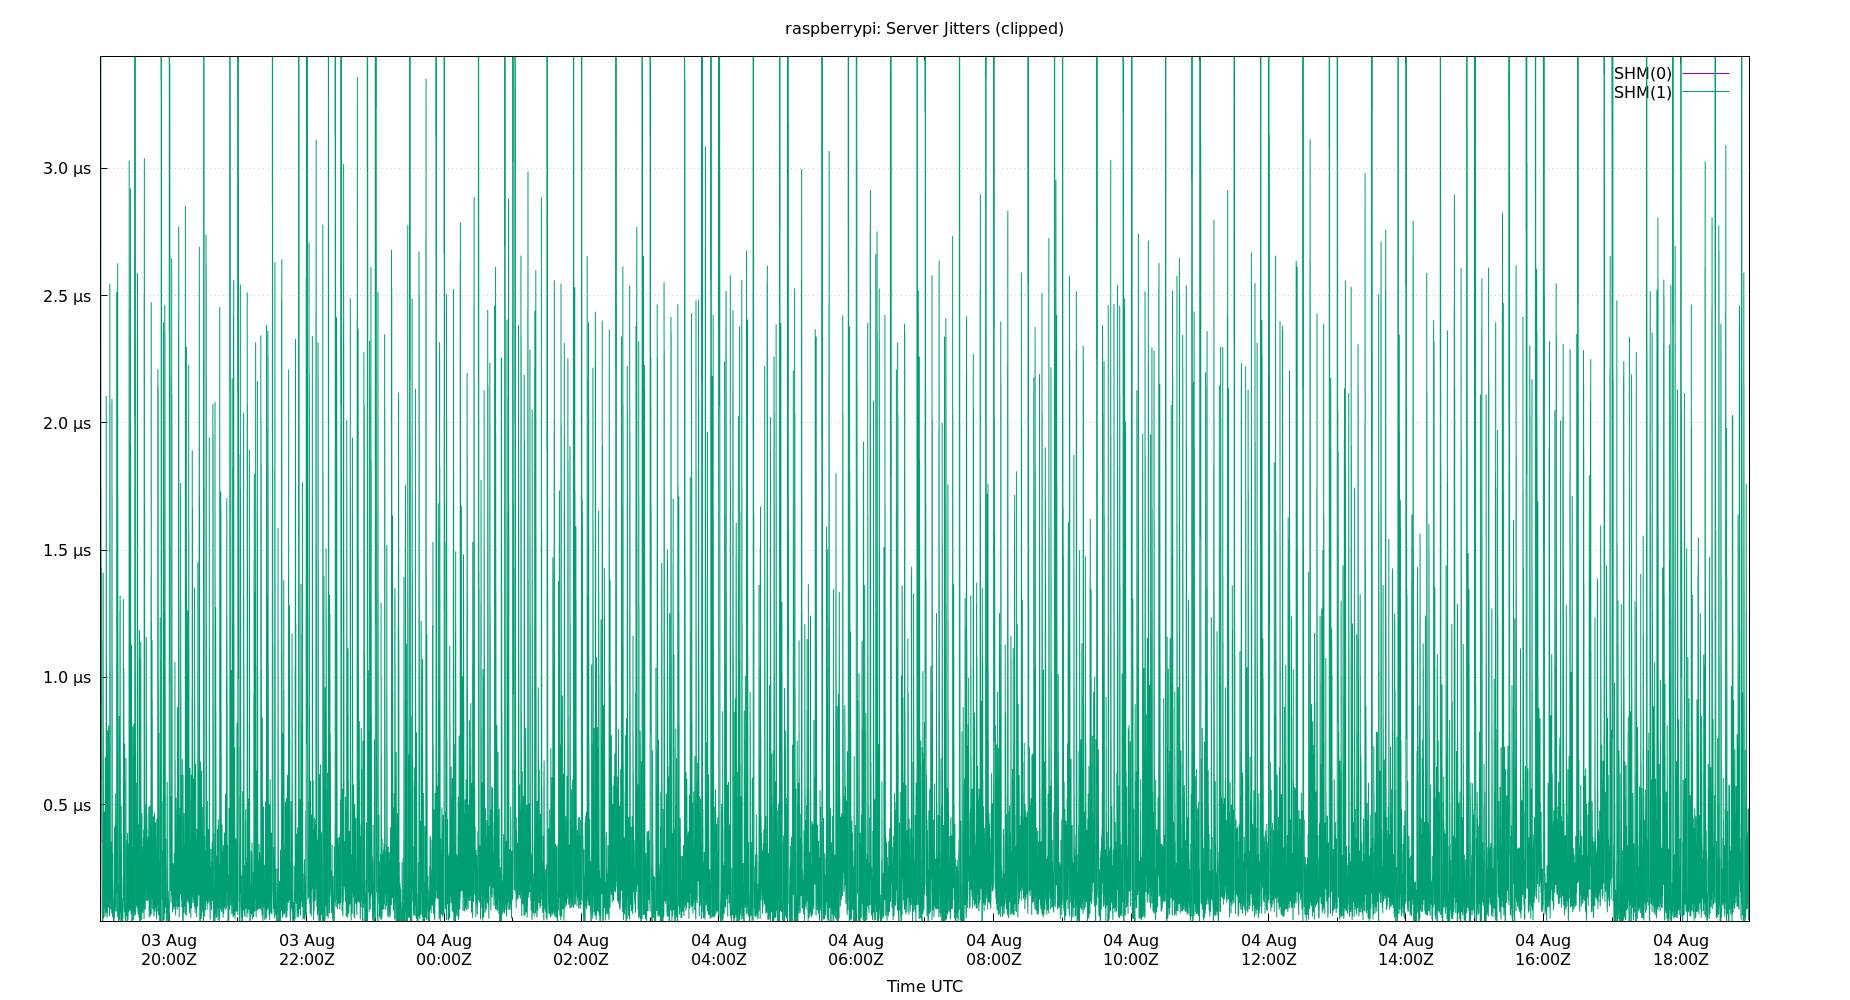 raspberrypi: Server Jitters (clipped)
SHM(0)
SHM(1)
3.0 µs
2.5 µs
2.0 µs
1.5 µs
1.0 µs
0.5 µs
03 Aug 03 Aug 04 Aug 04 Aug 04 Aug 04 Aug 04 Aug 04 Aug 04 Aug 04 Aug 04 Aug 04 Aug
20:00Z 22:00Z 00:00Z 02:00Z 04:00Z 06:00Z 08:00Z 10:00Z 12:00Z 14:00Z 16:00Z 18:00Z
Time UTC